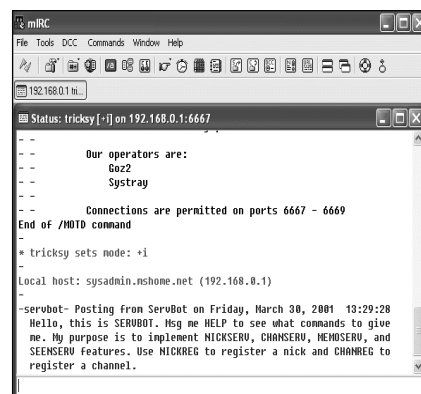 mIRC
File Tools DCC Commands Window Help
192.168.0.1 tri...
Status: tricksy [+i] on 192.168.0.1:6667
- -
- - Our operators are:
- - Goz2
- - Systray
- -
- - Connections are permitted on ports 6667 - 6669
End of /MOTD command
-
* tricksy sets mode: +i
-
Local host: sysadmin.mshome.net (192.168.0.1)
-
-servbot- Posting from ServBot on Friday, March 30, 2001 13:29:28
Hello, this is SERVBOT. Msg me HELP to see what commands to give
me. My purpose is to implement NICKSERV, CHANSERV, MEMOSERV, and
SEENSERV features. Use NICKREG to register a nick and CHANREG to
register a channel.